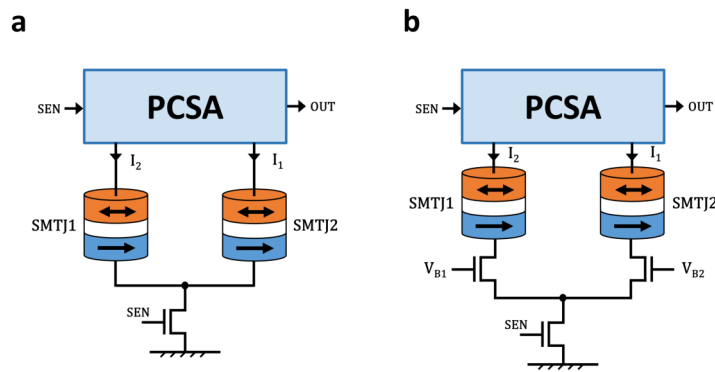 a
SEN
PCSA
OUT
I2
I1
SMTJ1
SMTJ2
SEN
b
SEN
PCSA
OUT
I2
I1
SMTJ1
SMTJ2
VB1
VB2
SEN